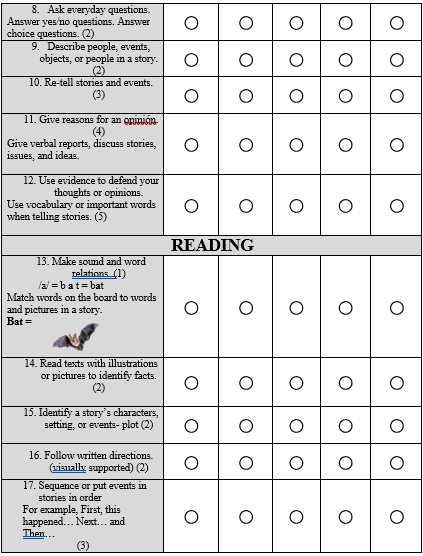 8. Ask everyday questions.
Answer yes/no questions. Answer
choice questions. (2)
9. Describe people, events,
objects, or people in a story.
(2)
10. Re-tell stories and events.
(3)
11. Give reasons for an opinión.
(4)
Give verbal reports, discuss stories,
issues, and ideas.
12. Use evidence to defend your
thoughts or opinions.
Use vocabulary or important words
when telling stories. (5)
READING
13. Make sound and word
relations. (1)
/a/ = b a t = bat
Match words on the board to words
and pictures in a story.
Bat =
14. Read texts with illustrations
or pictures to identify facts.
(2)
15. Identify a story’s characters,
setting, or events- plot (2)
16. Follow written directions.
(visually supported) (2)
17. Sequence or put events in
stories in order
For example, First, this
happened… Next… and
Then…
(3)